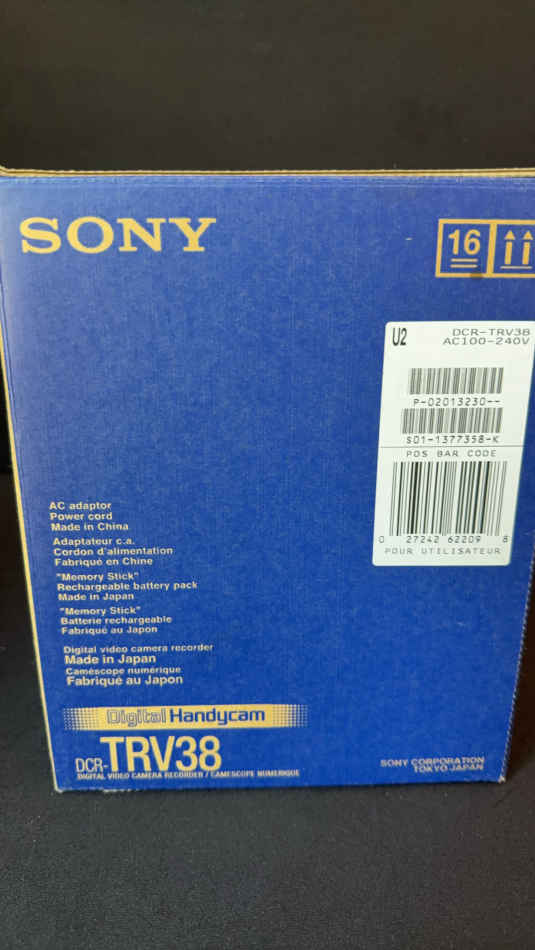 SONY
16
U2 DCR-TRV38
AC100-240V
P-02013230--
S01-1377358-K
POS BAR CODE
0 27242 62209 8
POUR UTILISATEUR
AC adaptor
Power cord
Made in China
Adaptateur c.a.
Cordon d'alimentation
Fabriqué en Chine
"Memory Stick"
Rechargeable battery pack
Made in Japan
"Memory Stick"
Batterie rechargeable
Fabriqué au Japon
Digital video camera recorder
Made in Japan
Caméscope numérique
Fabriqué au Japon
Digital Handycam
DCR-TRV38
DIGITAL VIDEO CAMERA RECORDER / CAMESCOPE NUMERIQUE
SONY CORPORATION
TOKYO JAPAN